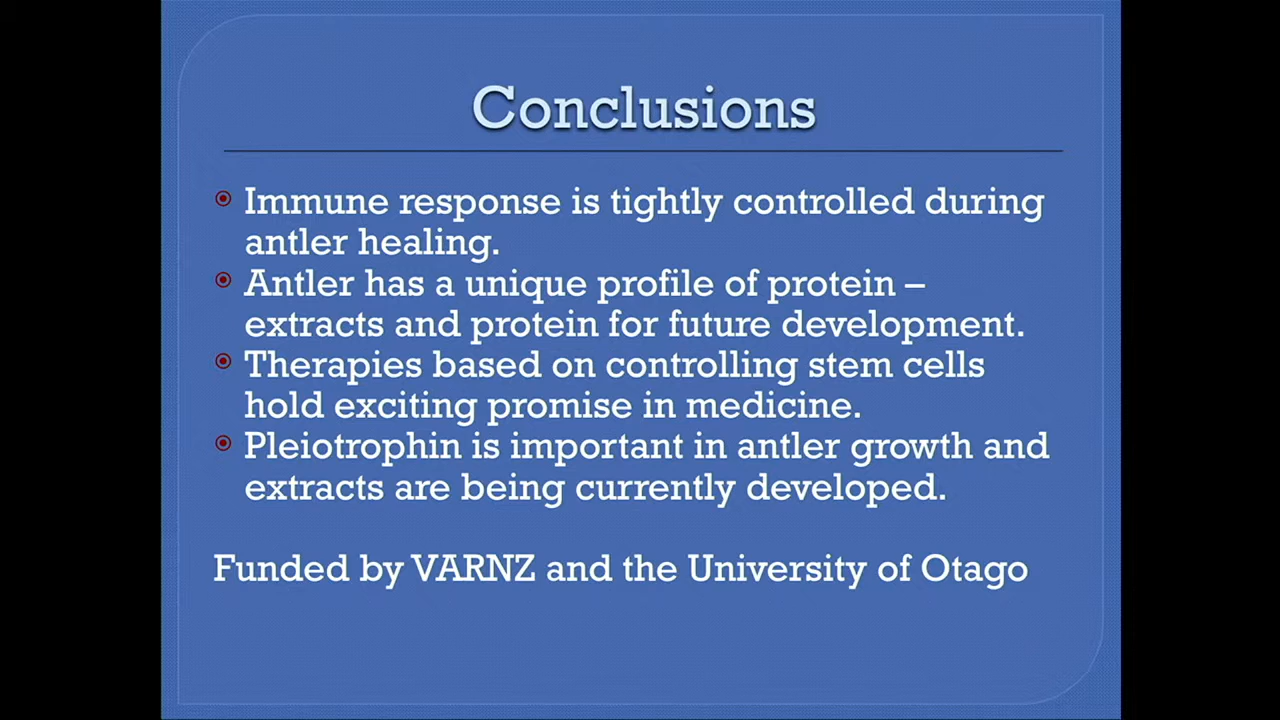 Conclusions
Immune response is tightly controlled during
antler healing.
Antler has a unique profile of protein –
extracts and protein for future development.
Therapies based on controlling stem cells
hold exciting promise in medicine.
Pleiotrophin is important in antler growth and
extracts are being currently developed.
Funded by VARNZ and the University of Otago